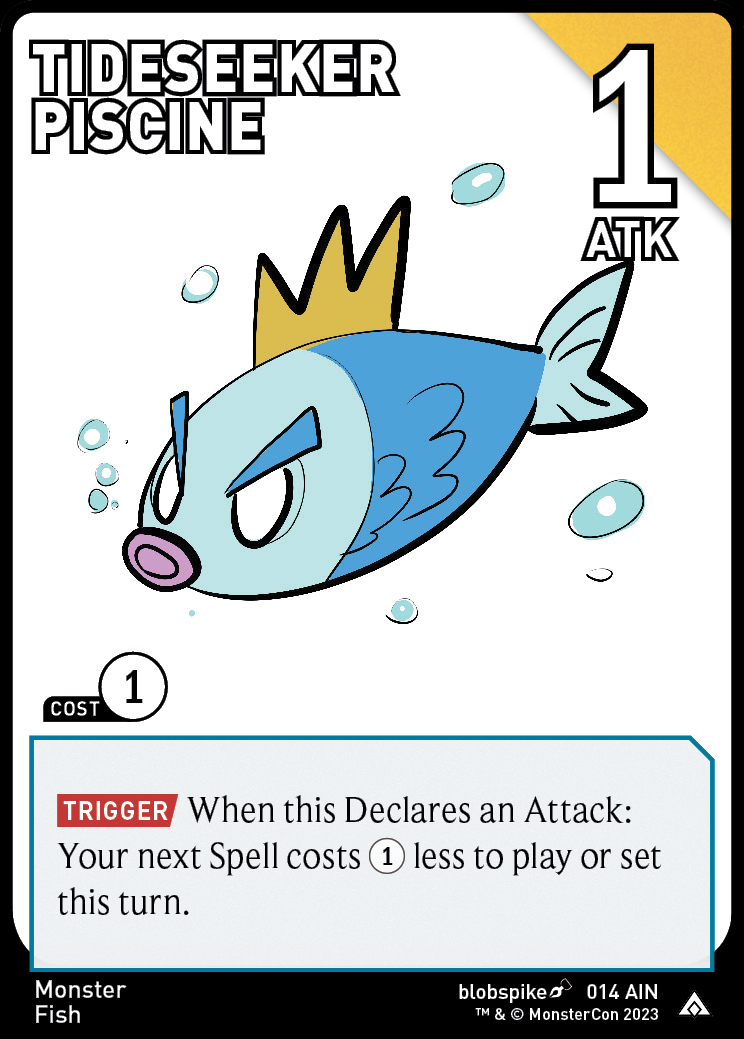 TIDESEEKER
PISCINE
1
ATK
COST 1
TRIGGER When this Declares an Attack:
Your next Spell costs 1 less to play or set
this turn.
Monster
Fish
blobspike 014 AIN
™ & © MonsterCon 2023